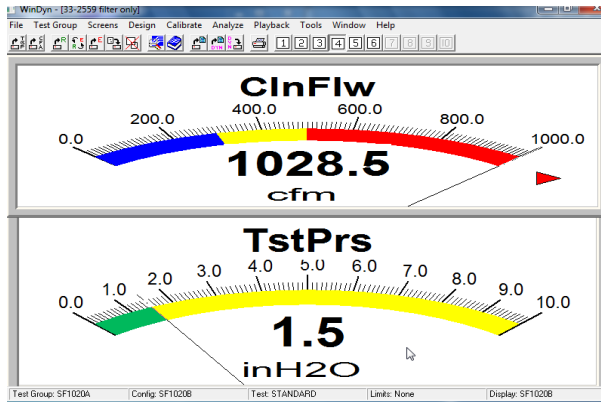 WinDyn - [33-2559 filter only]
File Test Group Screens Design Calibrate Analyze Playback Tools Window Help
1 2 3 4 5 6 7 8 9 10
ClnFlw
0.0 200.0 400.0 600.0 800.0 1000.0
1028.5
cfm
TstPrs
0.0 1.0 2.0 3.0 4.0 5.0 6.0 7.0 8.0 9.0 10.0
1.5
inH2O
Test Group: SF1020A Config: SF1020B Test: STANDARD Limits: None Display: SF1020B